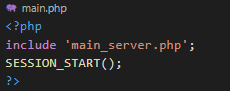 main.php
<?php
include 'main_server.php';
SESSION_START();
?>